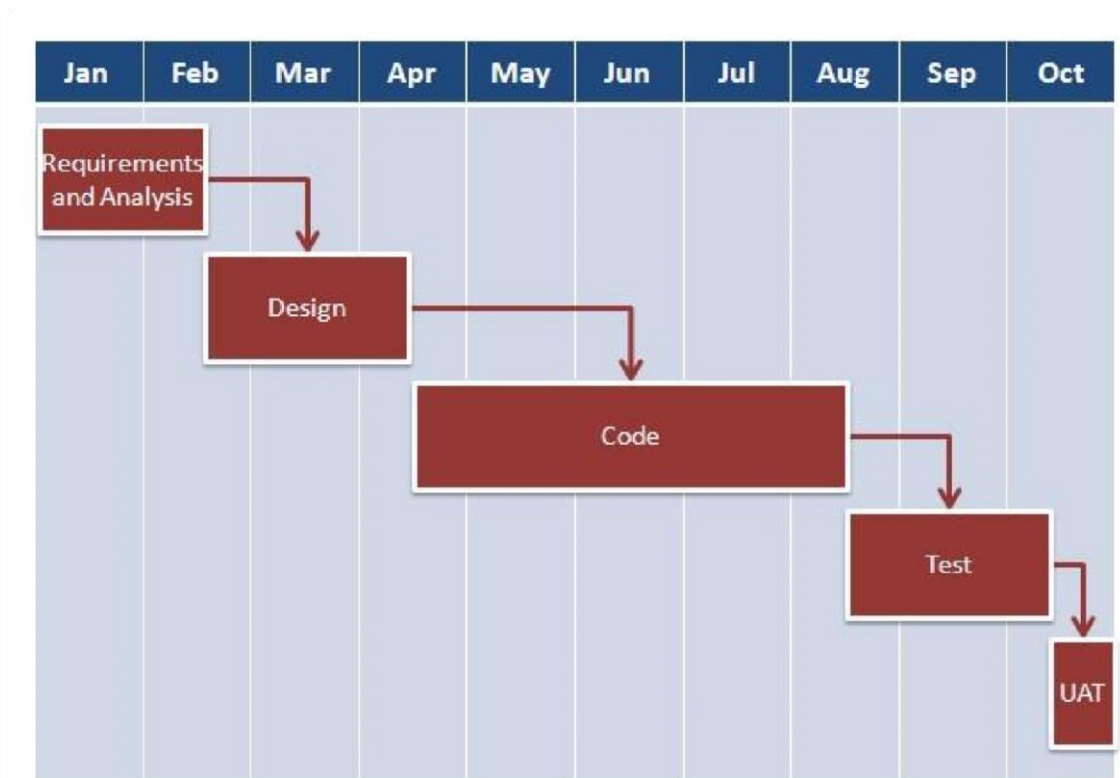 Jan Feb Mar Apr May Jun Jul Aug Sep Oct
Requirements
and Analysis
Design
Code
Test
UAT